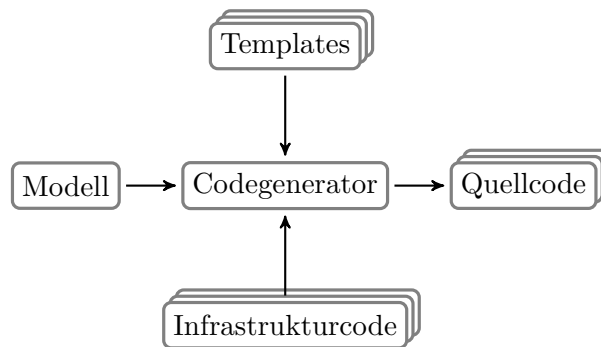 Templates
Modell
Codegenerator
Quellcode
Infrastrukturcode